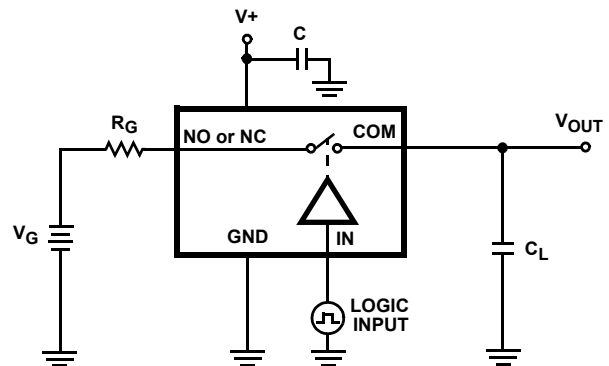 V+
C
RG
NO or NC
COM
VOUT
VG
GND
IN
CL
LOGIC
INPUT